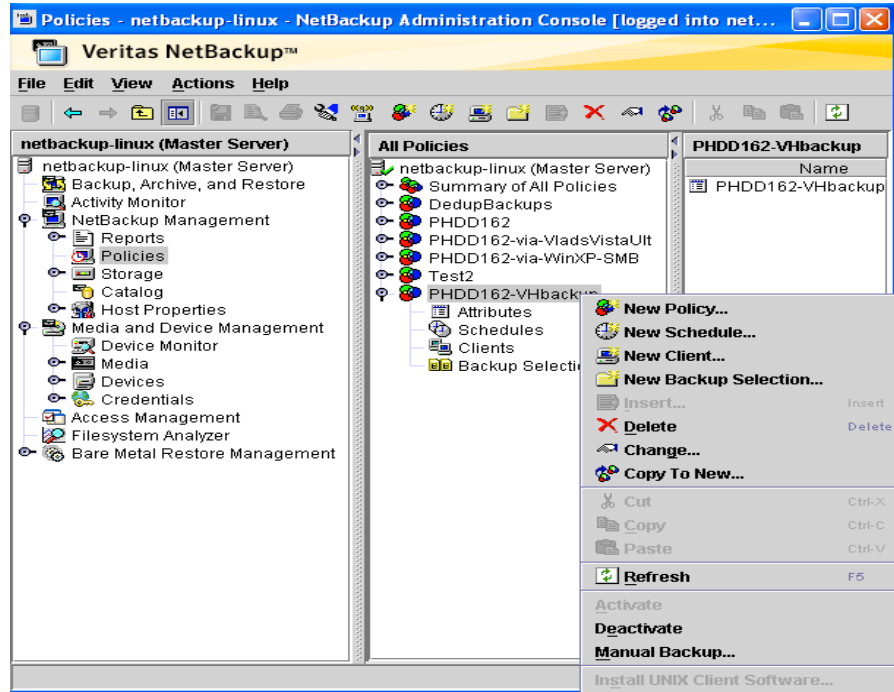 Policies - netbackup-linux - NetBackup Administration Console [logged into net...
Veritas NetBackup™
File Edit View Actions Help
netbackup-linux (Master Server)
netbackup-linux (Master Server)
Backup, Archive, and Restore
Activity Monitor
NetBackup Management
Reports
Policies
Storage
Catalog
Host Properties
Media and Device Management
Device Monitor
Media
Devices
Credentials
Access Management
Filesystem Analyzer
Bare Metal Restore Management
All Policies
netbackup-linux (Master Server)
Summary of All Policies
DedupBackups
PHDD162
PHDD162-via-VladsVistaUlt
PHDD162-via-WinXP-SMB
Test2
PHDD162-VHbackup
Attributes
Schedules
Clients
Backup Selecti
PHDD162-VHbackup
Name
PHDD162-VHbackup
New Policy...
New Schedule...
New Client...
New Backup Selection...
Insert... Insert
Delete Delete
Change...
Copy To New...
Cut Ctrl-X
Copy Ctrl-C
Paste Ctrl-V
Refresh F5
Activate
Deactivate
Manual Backup...
Install UNIX Client Software...